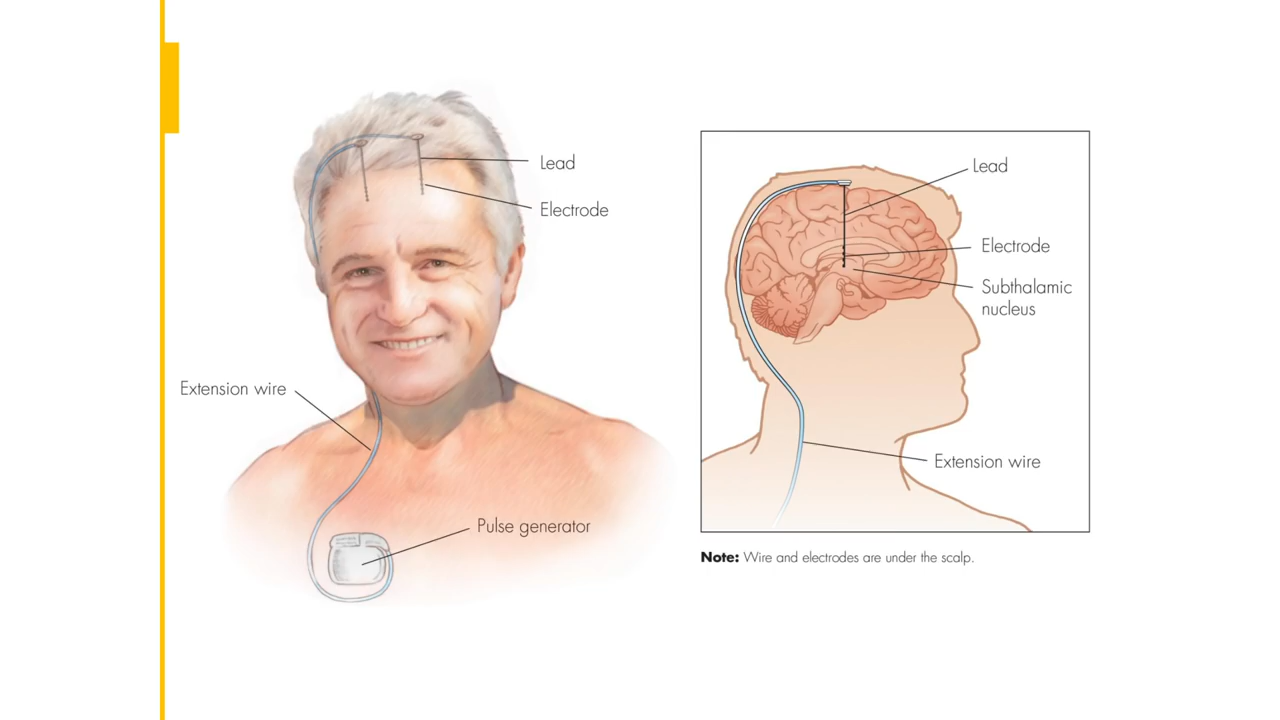 Lead
Electrode
Extension wire
Pulse generator
Lead
Electrode
Subthalamic
nucleus
Extension wire
Note: Wire and electrodes are under the scalp.